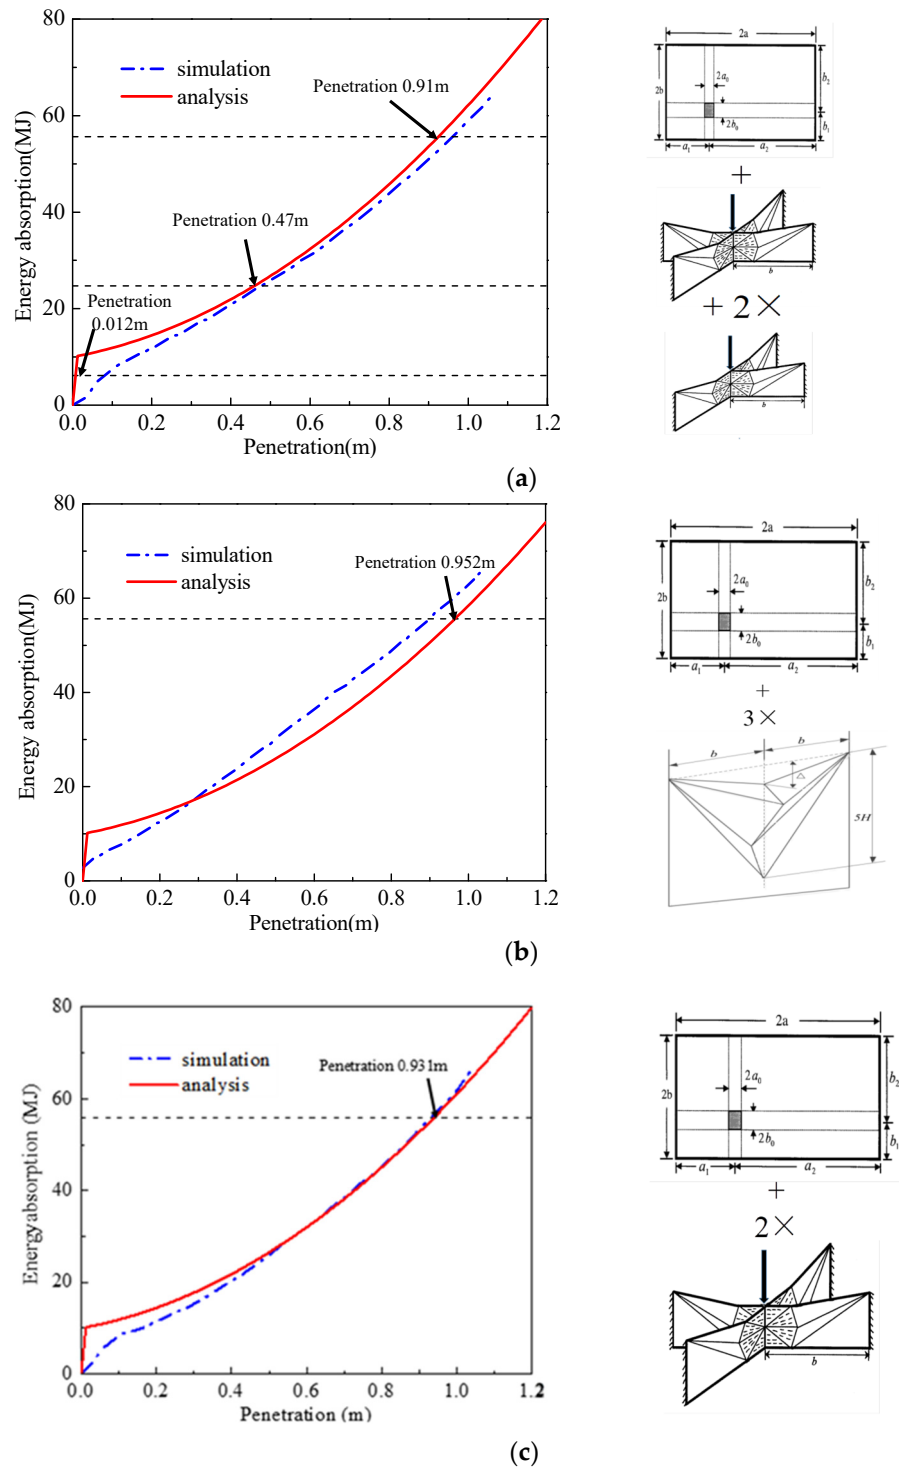 80
60
40
20
0
0.0 0.2 0.4 0.6 0.8 1.0 1.2
Energy absorption(MJ)
Penetration(m)
simulation
analysis
Penetration 0.91m
Penetration 0.47m
Penetration
0.012m
2a
2a₀
2b
2b₀
b₂
b₁
a₁
a₂
+
b
+ 2×
b
(a)
80
60
40
20
0
0.0 0.2 0.4 0.6 0.8 1.0 1.2
Energy absorption(MJ)
Penetration(m)
simulation
analysis
Penetration 0.952m
2a
2a₀
2b
2b₀
b₂
b₁
a₁
a₂
+
3×
b
b
△
5H
(b)
80
60
40
20
0
0.0 0.2 0.4 0.6 0.8 1.0 1.2
Energyabsorption (MJ)
Penetration (m)
simulation
analysis
Penetration 0.931m
2a
2a₀
2b
2b₀
b₂
b₁
a₁
a₂
+
2×
b
(c)